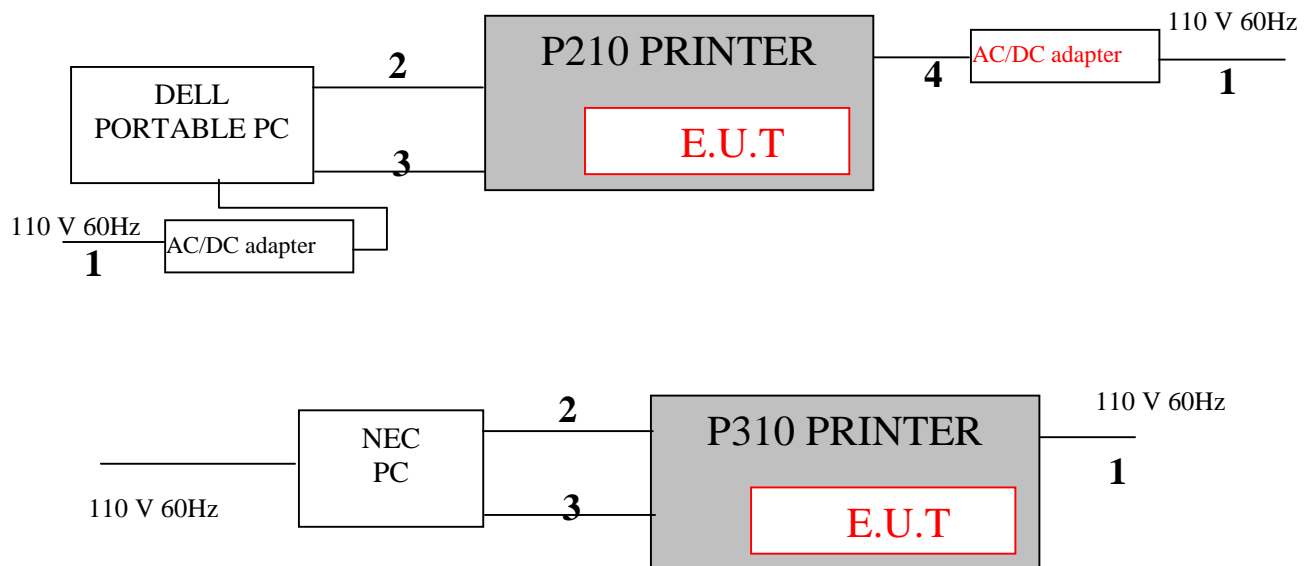 110 V 60Hz
P210 PRINTER
AC/DC adapter
2
4
1
DELL
PORTABLE PC
E.U.T
3
110 V 60Hz
AC/DC adapter
1
110 V 60Hz
2
P310 PRINTER
NEC
PC
1
110 V 60Hz
3
E.U.T